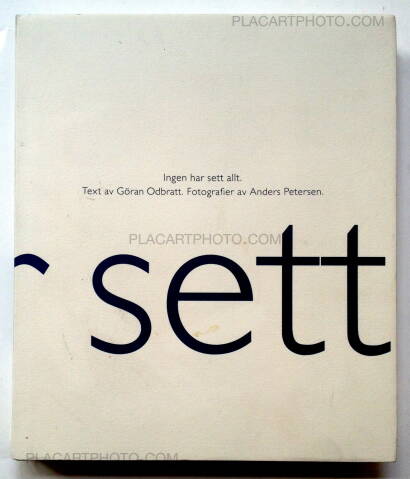 PLACARTPHOTO.COM
Ingen har sett allt.
Text av Göran Odbratt. Fotografier av Anders Petersen.
PLACARTPHOTO.COM
r sett
PLACARTPHOTO.COM